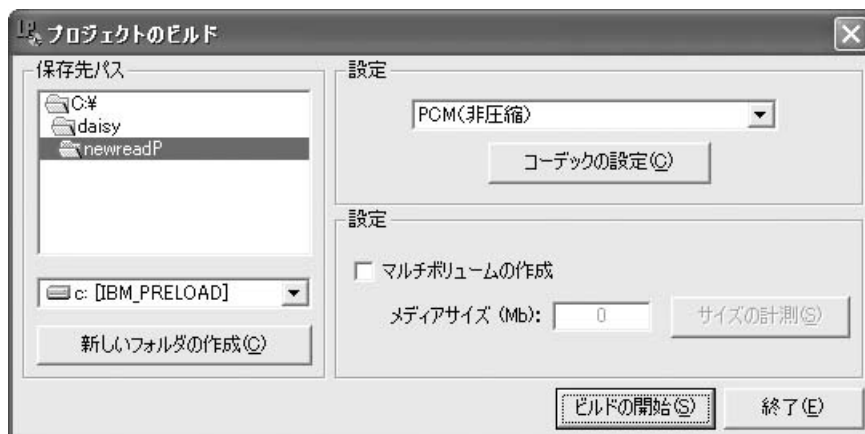 プロジェクトのビルド
保存先パス
C:¥
daisy
newreadP
c: [IBM_PRELOAD]
新しいフォルダの作成(C)
設定
PCM(非圧縮)
コーデックの設定(C)
設定
マルチボリュームの作成
メディアサイズ (Mb):
0
サイズの計測(S)
ビルドの開始(S)
終了(E)